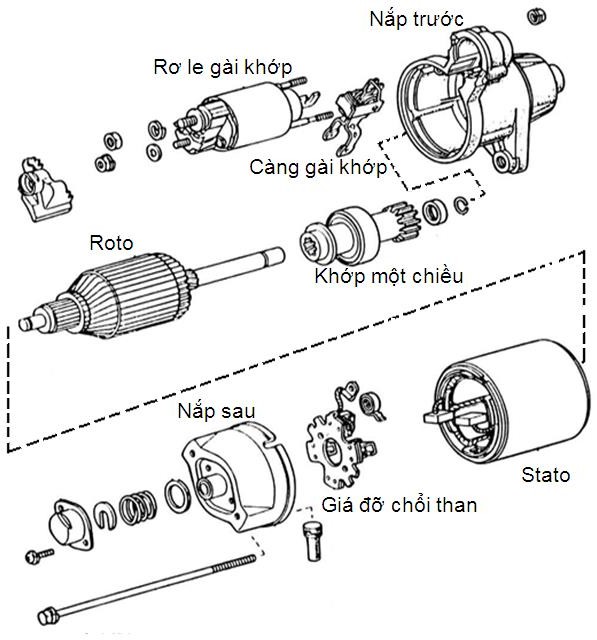 Nắp trước
Rơ le gài khớp
Càng gài khớp
Roto
Khớp một chiều
Nắp sau
Stato
Giá đỡ chổi than